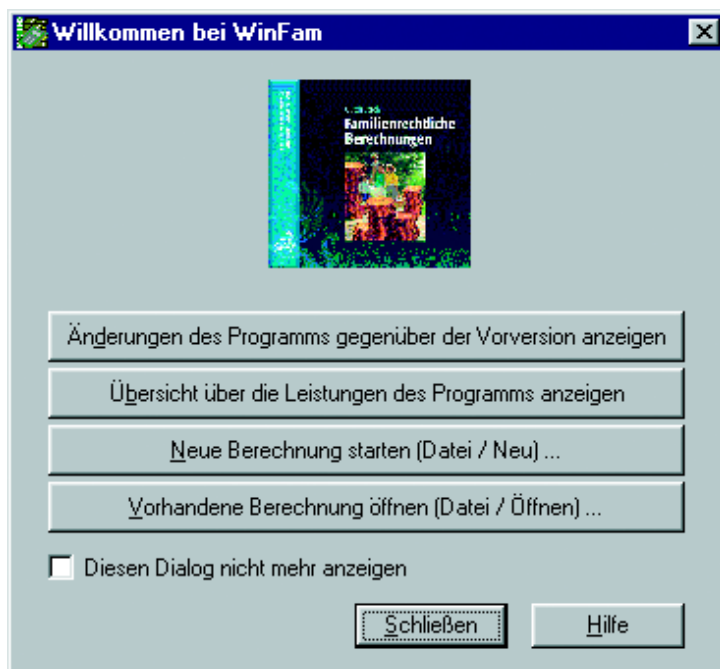 Willkommen bei WinFam
Familienrechtliche
Berechnungen
Änderungen des Programms gegenüber der Vorversion anzeigen
Übersicht über die Leistungen des Programms anzeigen
Neue Berechnung starten (Datei / Neu) ...
Vorhandene Berechnung öffnen (Datei / Öffnen) ...
Diesen Dialog nicht mehr anzeigen
Schließen
Hilfe